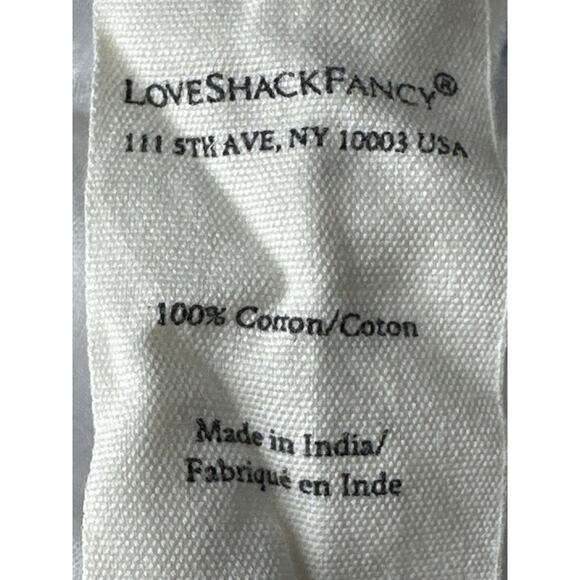 LOVESHACKFANCY®
111 5TH AVE, NY 10003 USA
100% Cotton/Coton
Made in India/
Fabriqué en Inde